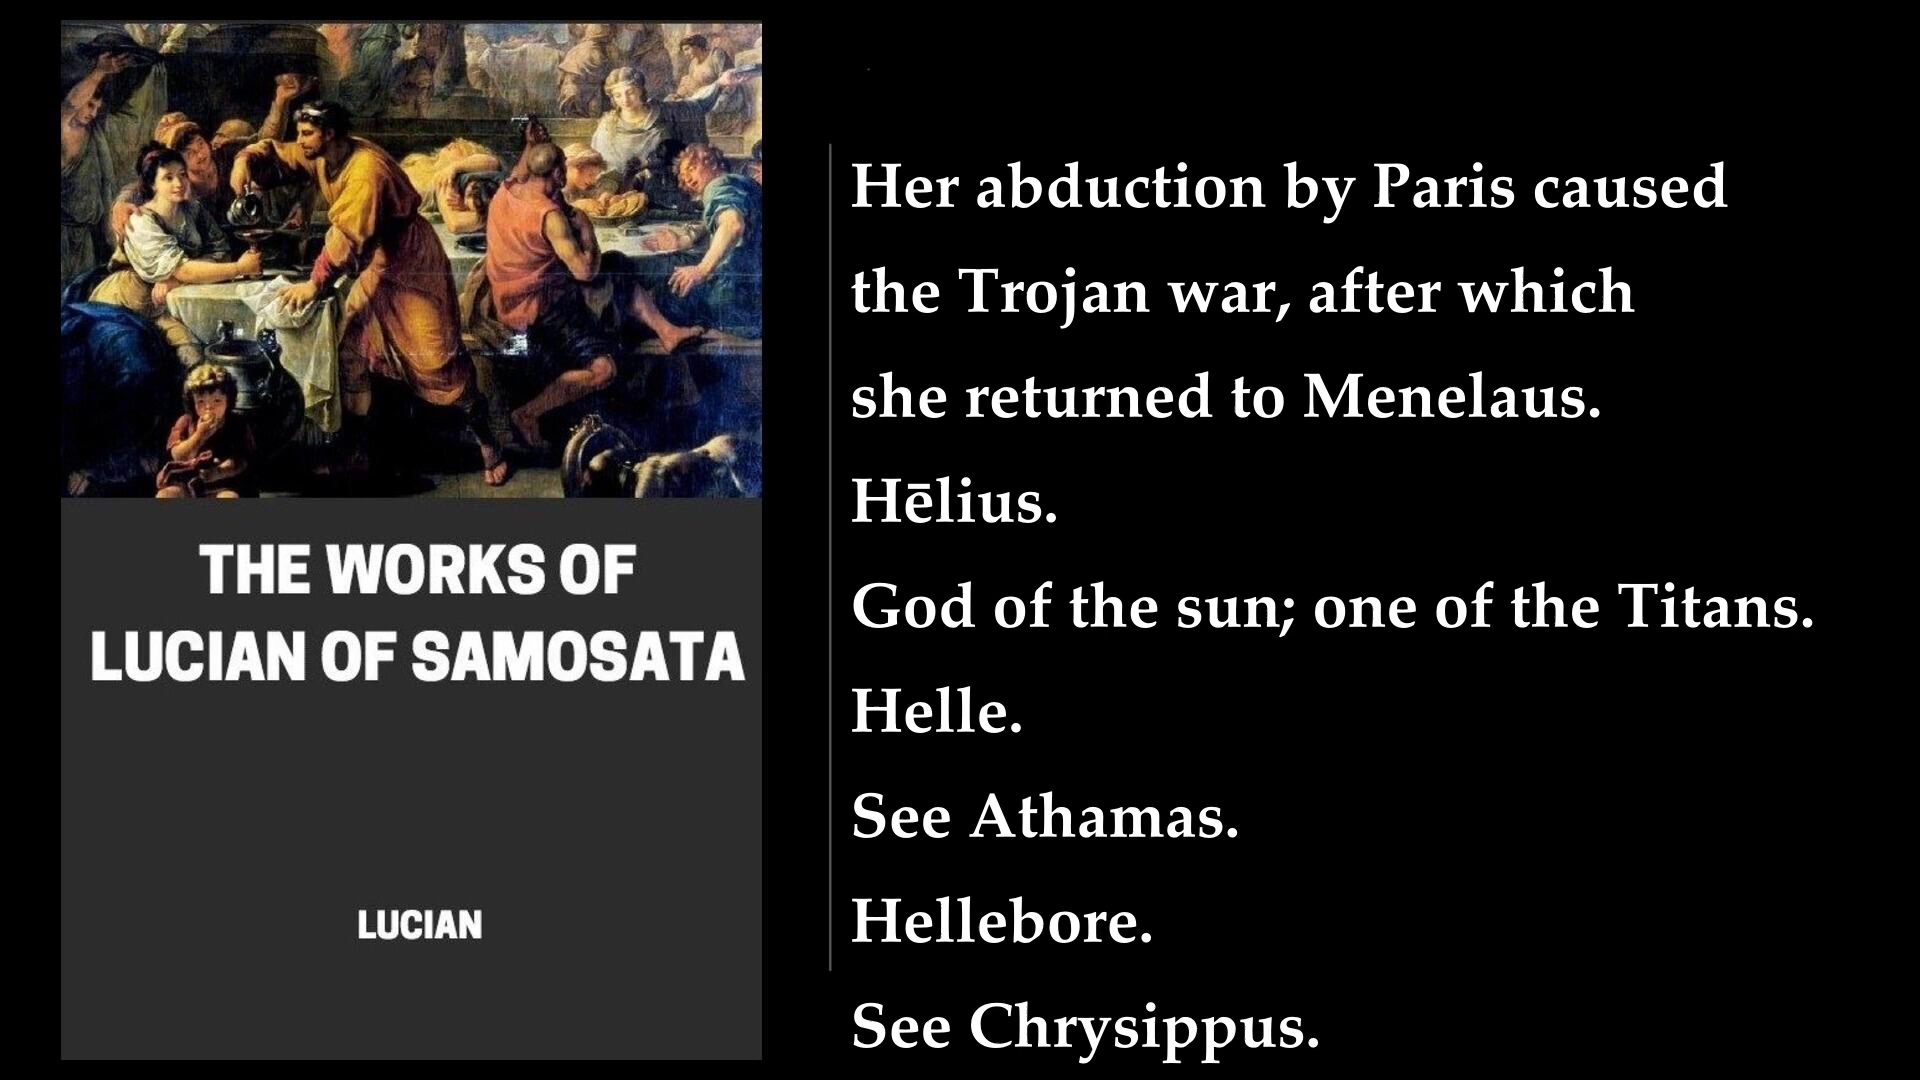 THE WORKS OF
LUCIAN OF SAMOSATA
LUCIAN
Her abduction by Paris caused
the Trojan war, after which
she returned to Menelaus.
Hēlius.
God of the sun; one of the Titans.
Helle.
See Athamas.
Hellebore.
See Chrysippus.